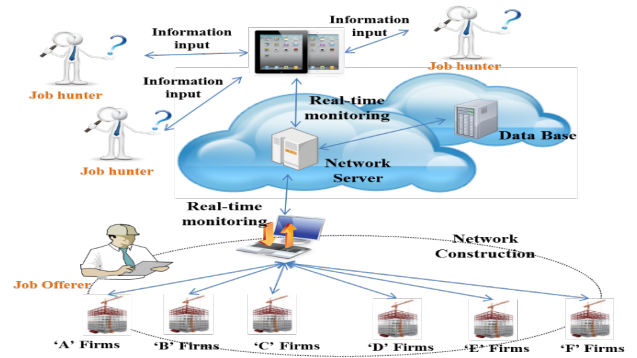 Information
input
Information
input
Job hunter
Information
input
Job hunter
Job hunter
Real-time
monitoring
Data Base
Network
Server
Real-time
monitoring
Network
Construction
Job Offerer
'A' Firms
'B' Firms
'C' Firms
'D' Firms
'E' Firms
'F' Firms